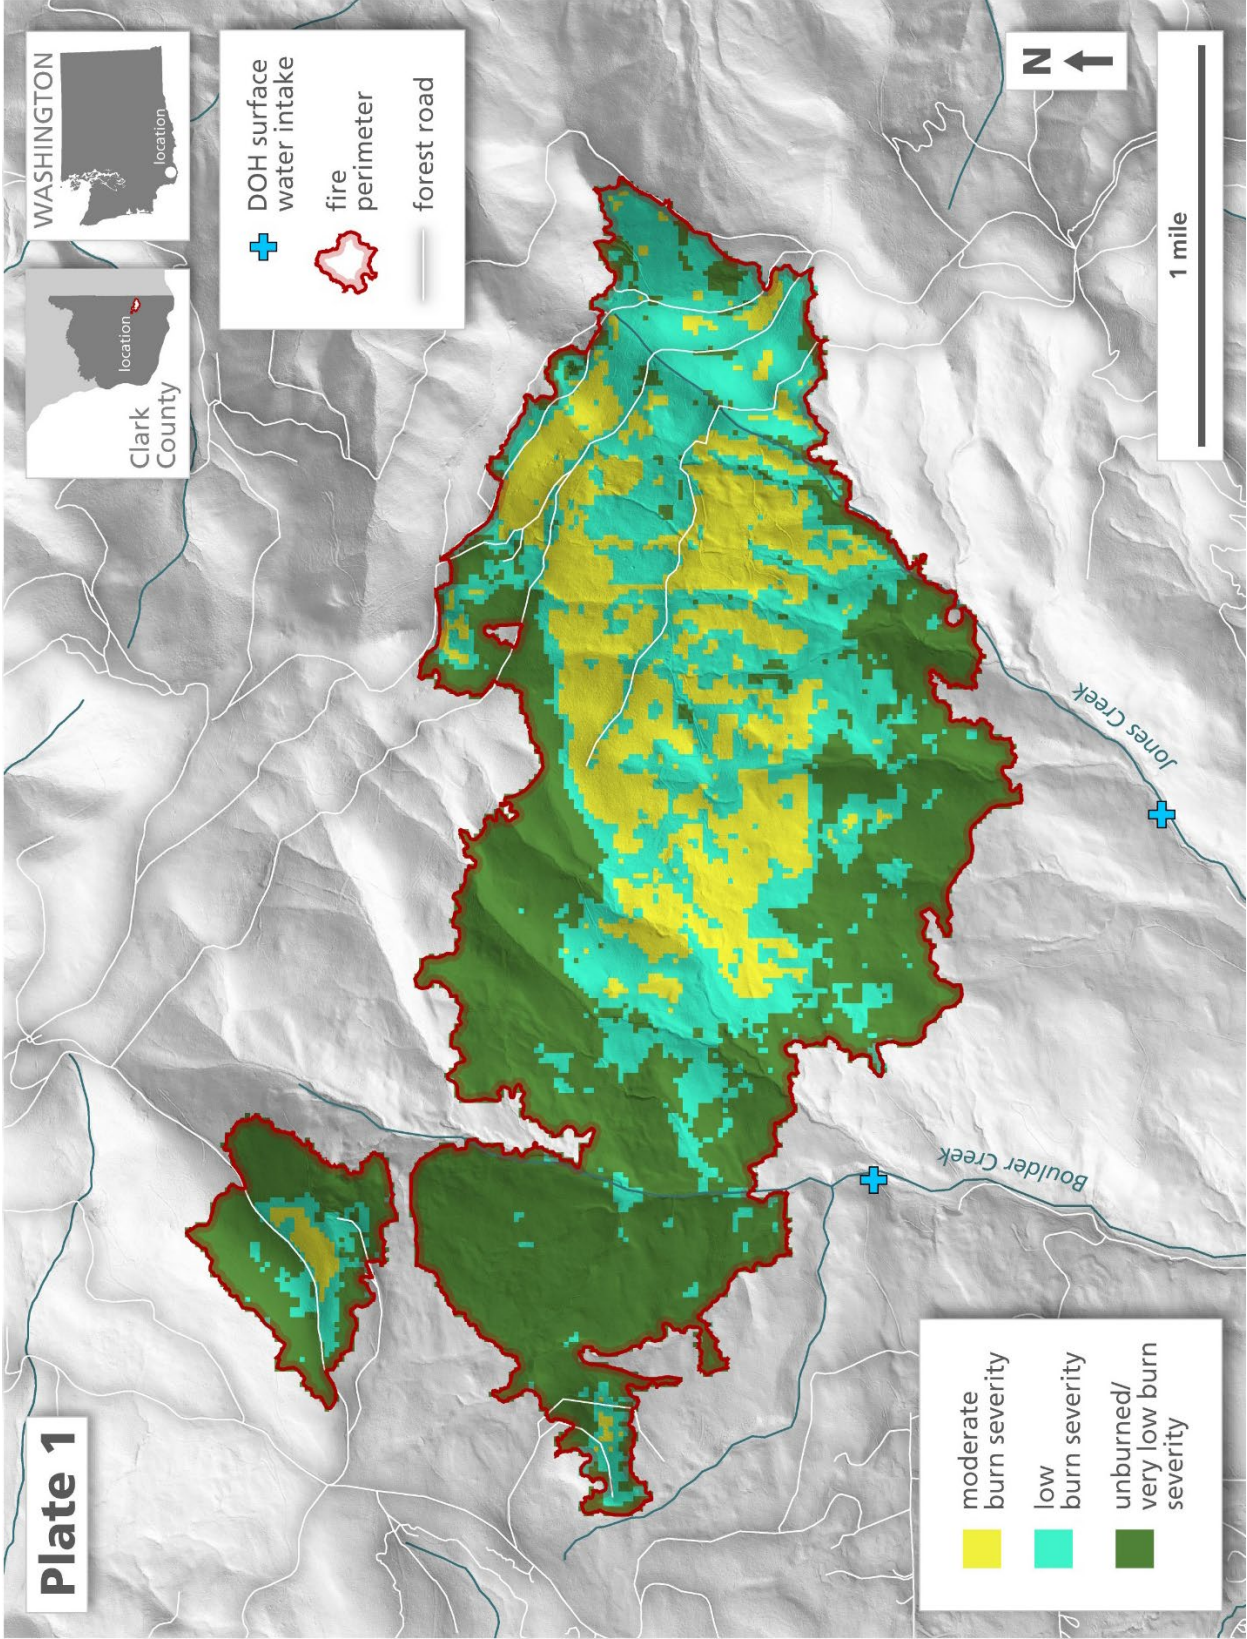 Plate 1
Clark
County
location
WASHINGTON
location
DOH surface
water intake
fire
perimeter
forest road
Boulder Creek
Jones Creek
moderate
burn severity
low
burn severity
unburned/
very low burn
severity
1 mile
N